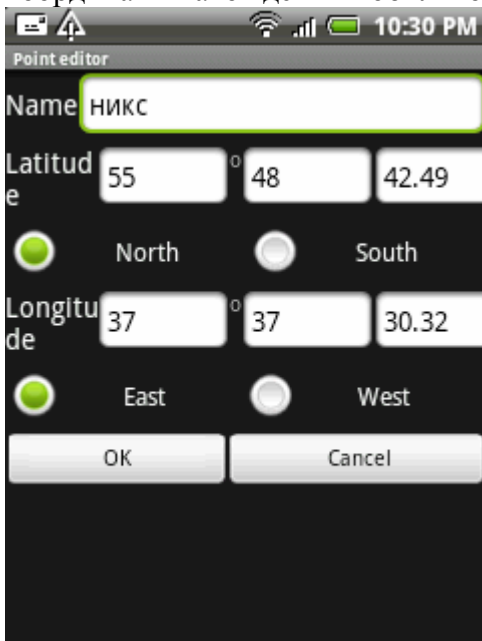 10:30 PM
Point editor
Name никс
Latitud
e 55 ° 48 42.49
North South
Longitu
de 37 ° 37 30.32
East West
OK Cancel